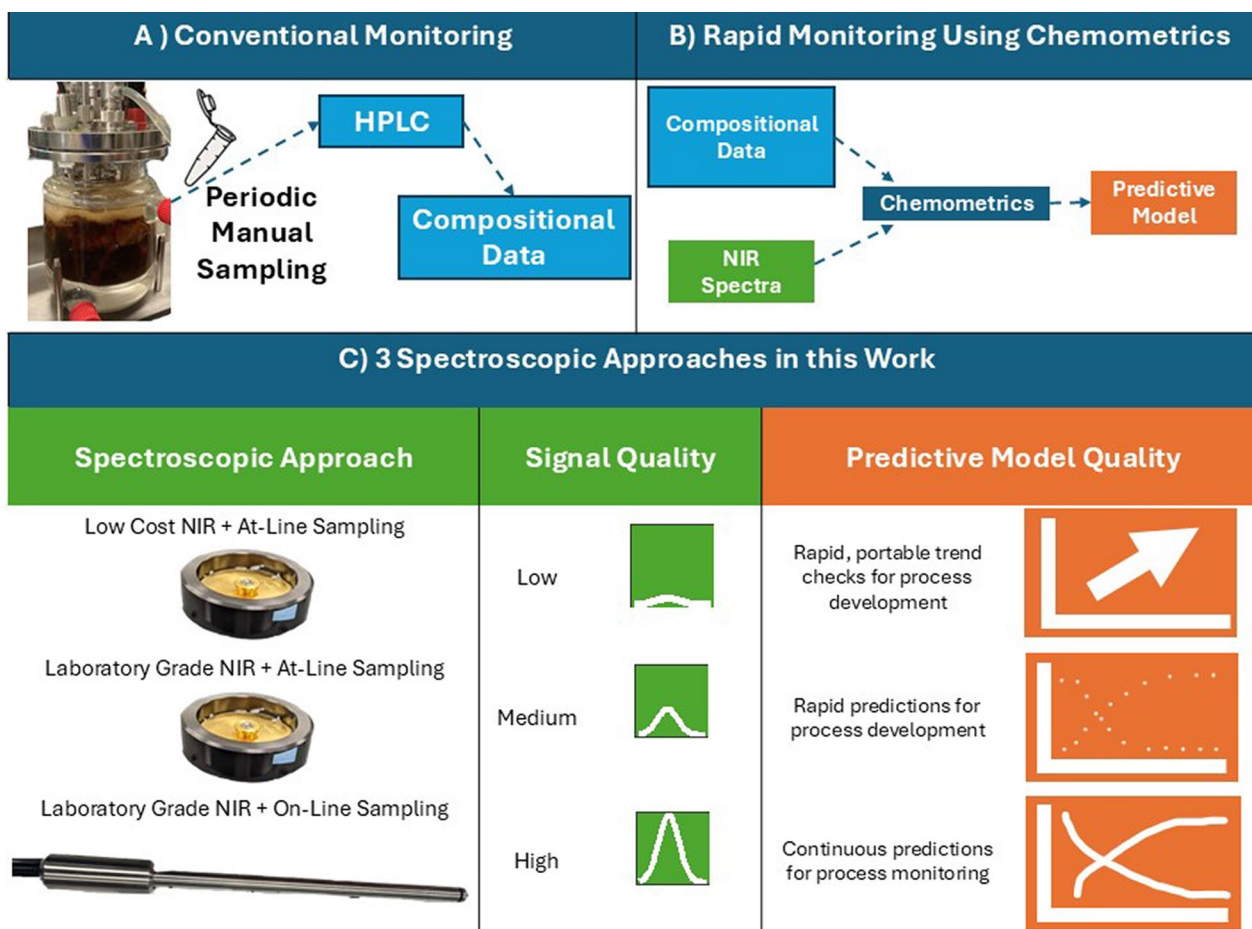 A ) Conventional Monitoring
B) Rapid Monitoring Using Chemometrics
Periodic
Manual
Sampling
HPLC
Compositional
Data
Compositional
Data
NIR
Spectra
Chemometrics
Predictive
Model
C) 3 Spectroscopic Approaches in this Work
Spectroscopic Approach
Signal Quality
Predictive Model Quality
Low Cost NIR + At-Line Sampling
Low
Rapid, portable trend
checks for process
development
Laboratory Grade NIR + At-Line Sampling
Medium
Rapid predictions for
process development
Laboratory Grade NIR + On-Line Sampling
High
Continuous predictions
for process monitoring